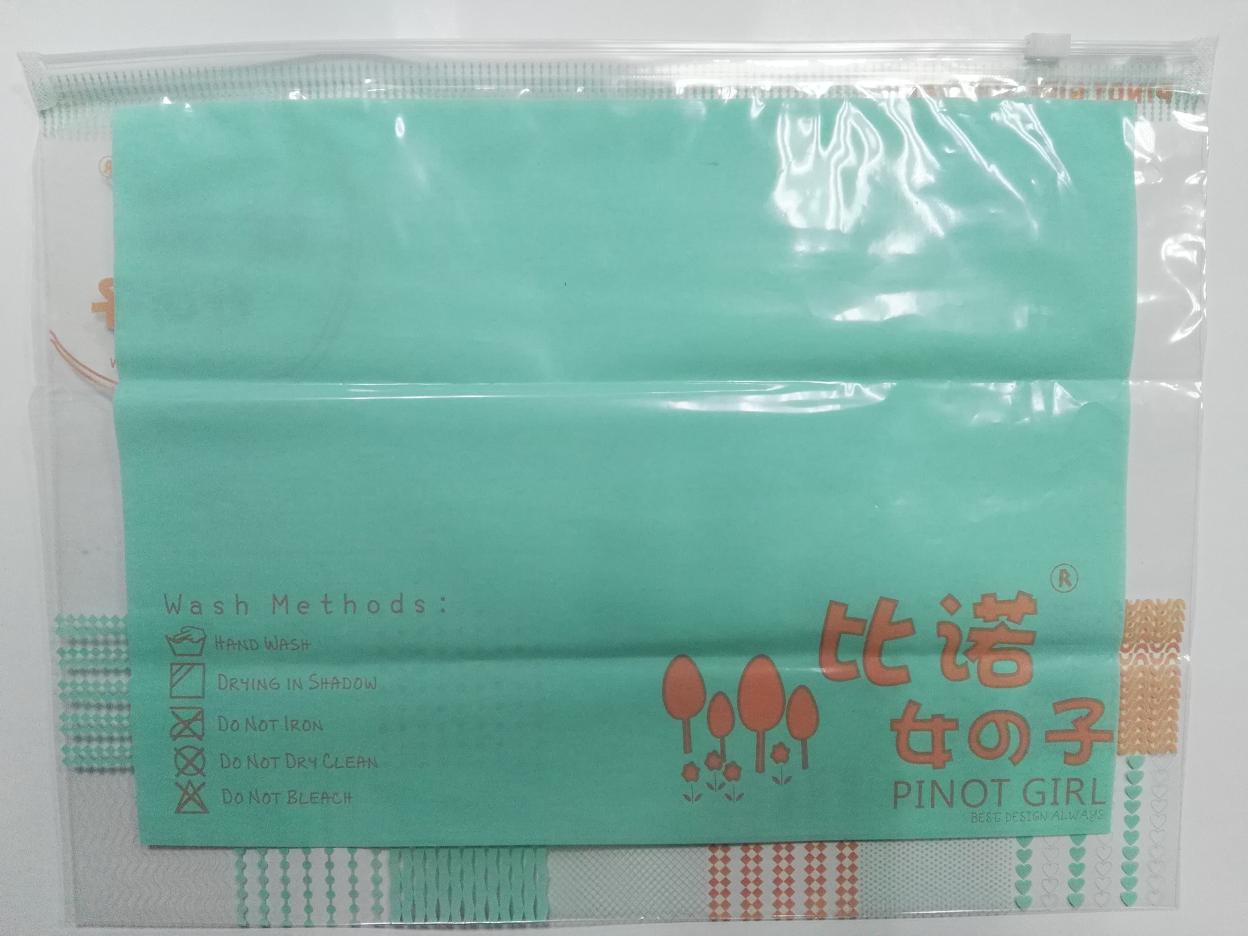 Wash Methods:
HAND WASH
DRYING IN SHADOW
DO NOT IRON
DO NOT DRY CLEAN
DO NOT BLEACH
®
比诺
女の子
PINOT GIRL
BEST DESIGN ALWAYS